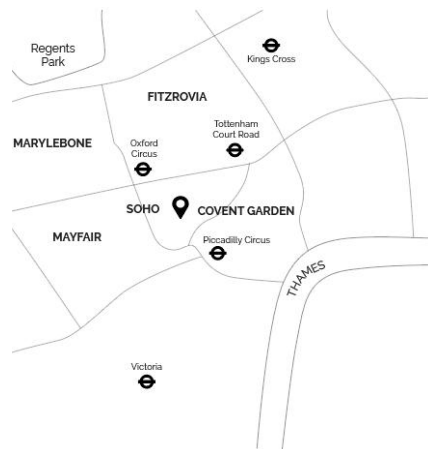 Regents
Park
Kings Cross
FITZROVIA
Tottenham
Court Road
MARYLEBONE
Oxford
Circus
SOHO
COVENT GARDEN
MAYFAIR
Piccadilly Circus
THAMES
Victoria